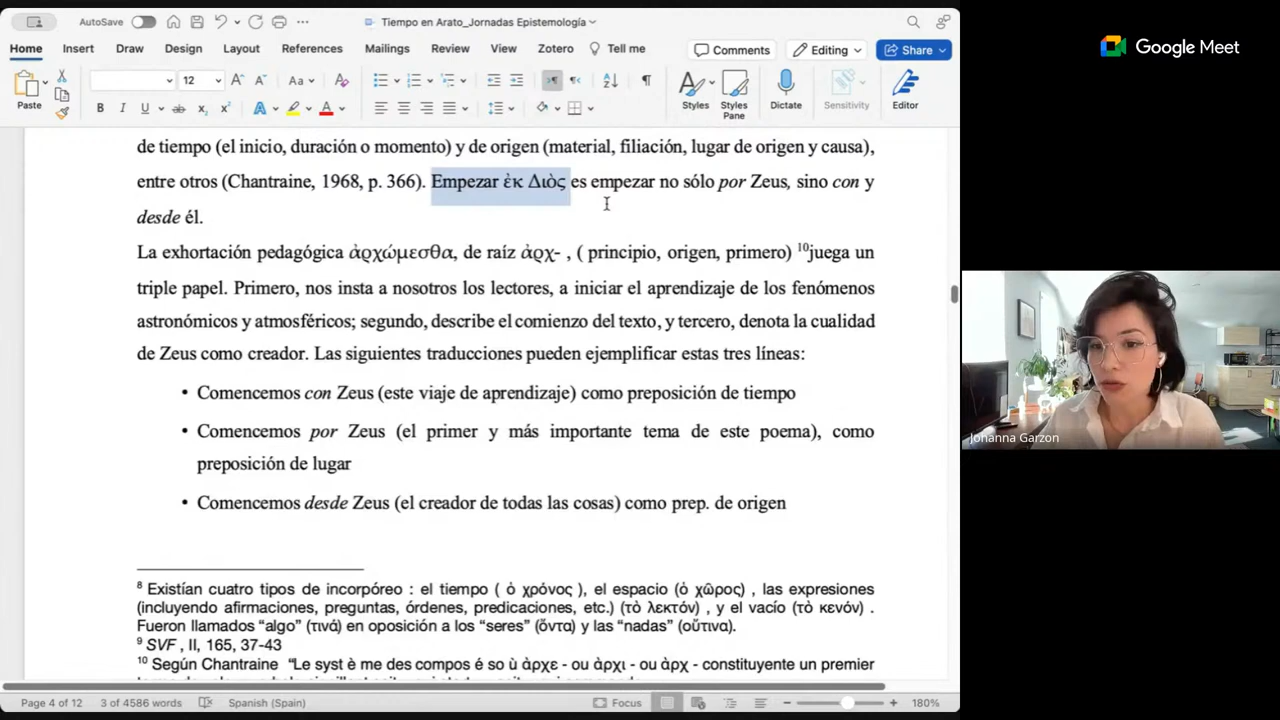 AutoSave
Tiempo en Arato_Jornadas Epistemología
Home Insert Draw Design Layout References Mailings Review View Zotero Tell me Comments Editing Share
12 Aa
Paste B I U ab x₂ x² A A Styles Styles Pane Dictate Sensitivity Editor
Google Meet
de tiempo (el inicio, duración o momento) y de origen (material, filiación, lugar de origen y causa),
entre otros (Chantraine, 1968, p. 366). Empezar ἐκ Διὸς es empezar no sólo por Zeus, sino con y
desde él.
La exhortación pedagógica ἀρχώμεσθα, de raíz ἀρχ- , ( principio, origen, primero) ¹⁰juega un
triple papel. Primero, nos insta a nosotros los lectores, a iniciar el aprendizaje de los fenómenos
astronómicos y atmosféricos; segundo, describe el comienzo del texto, y tercero, denota la cualidad
de Zeus como creador. Las siguientes traducciones pueden ejemplificar estas tres líneas:
• Comencemos con Zeus (este viaje de aprendizaje) como preposición de tiempo
• Comencemos por Zeus (el primer y más importante tema de este poema), como
preposición de lugar
• Comencemos desde Zeus (el creador de todas las cosas) como prep. de origen
⁸ Existían cuatro tipos de incorpóreo : el tiempo ( ὁ χρόνος ), el espacio (ὁ χῶρος) , las expresiones
(incluyendo afirmaciones, preguntas, órdenes, predicaciones, etc.) (τὸ λεκτόν) , y el vacío (τὸ κενόν) .
Fueron llamados “algo” (τινά) en oposición a los “seres” (ὄντα) y las “nadas” (οὔτινα).
⁹ SVF , II, 165, 37-43
¹⁰ Según Chantraine “Le syst è me des compos é so ù ἀρχε - ou ἀρχι - ou ἀρχ - constituyente un premier
Johanna Garzon
Page 4 of 12 3 of 4586 words Spanish (Spain) Focus 180%